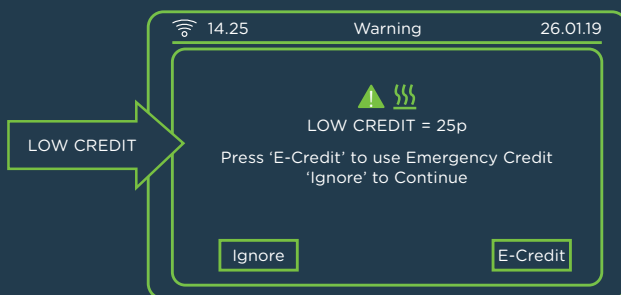 14.25 Warning 26.01.19
LOW CREDIT
LOW CREDIT = 25p
Press ‘E-Credit’ to use Emergency Credit
‘Ignore’ to Continue
Ignore E-Credit